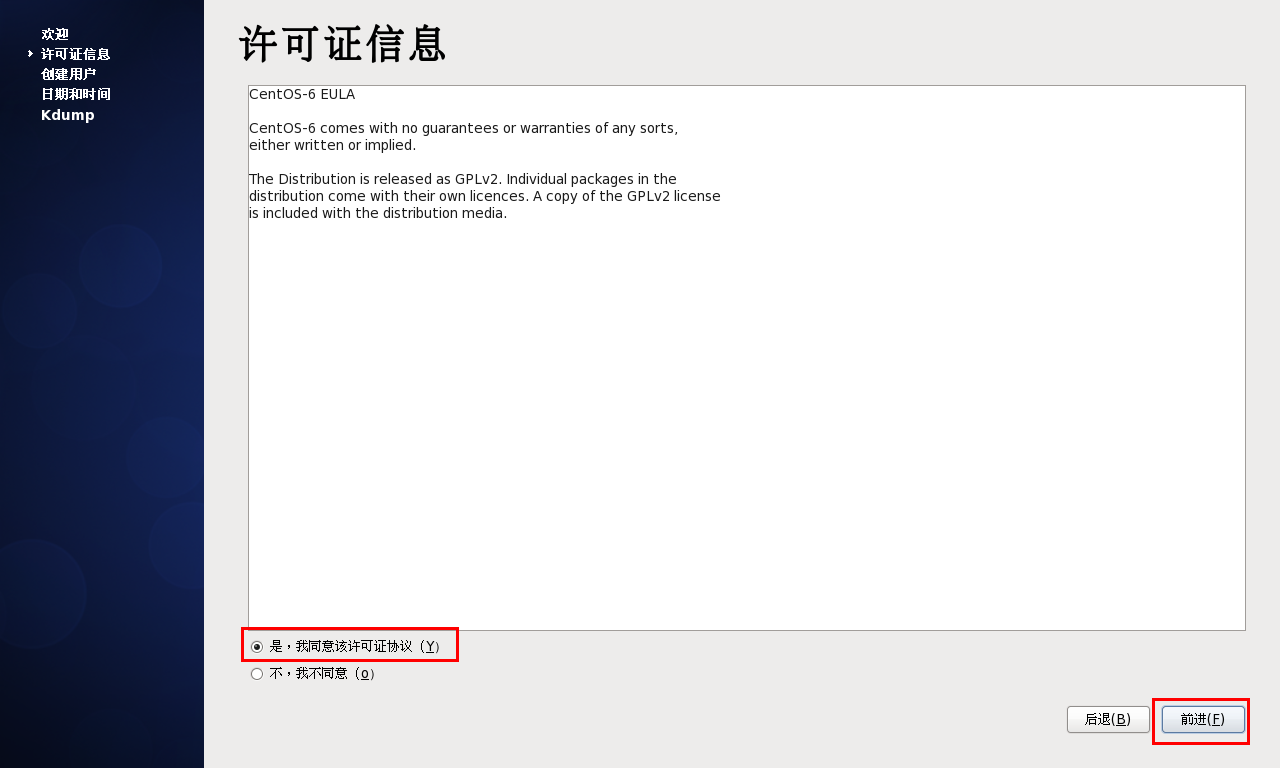 欢迎
许可证信息
创建用户
日期和时间
Kdump
许可证信息
CentOS-6 EULA
CentOS-6 comes with no guarantees or warranties of any sorts,
either written or implied.
The Distribution is released as GPLv2. Individual packages in the
distribution come with their own licences. A copy of the GPLv2 license
is included with the distribution media.
是，我同意该许可证协议（Y）
不，我不同意（o）
后退(B)
前进(F)